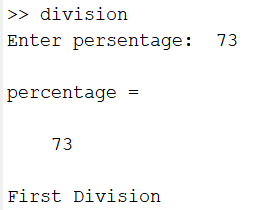 >> division
Enter persentage:  73
percentage =
73
First Division